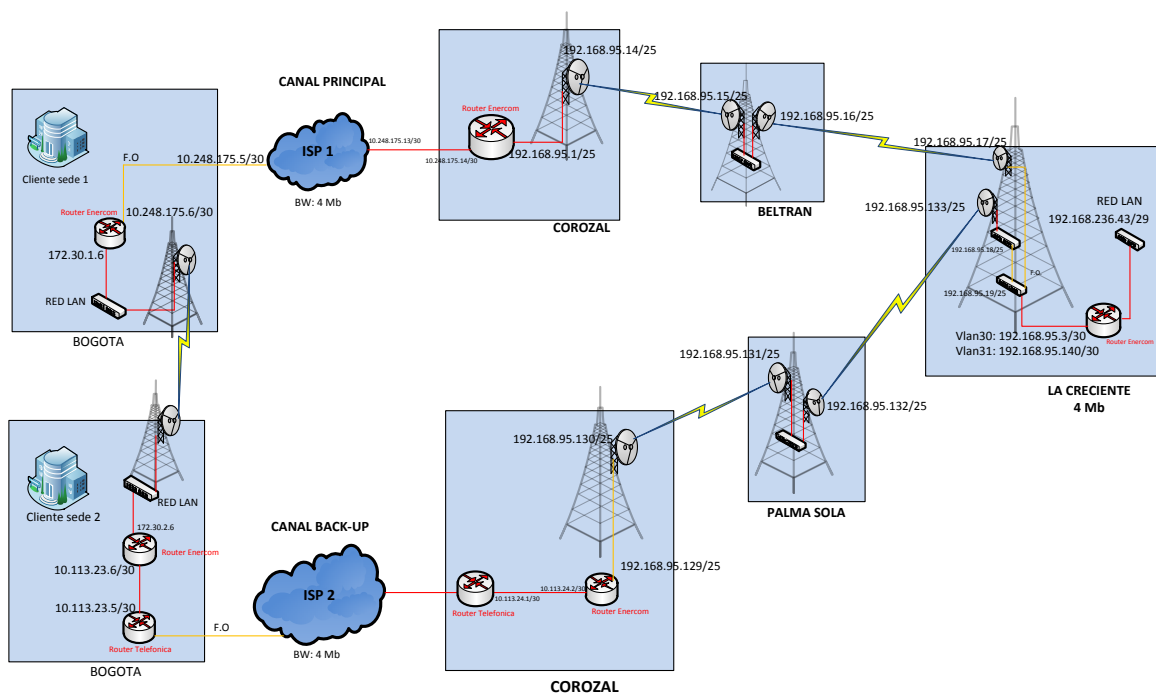 CANAL PRINCIPAL
ISP 1
BW: 4 Mb
Cliente sede 1
F.O
10.248.175.5/30
Router Enercom
10.248.175.6/30
172.30.1.6
RED LAN
BOGOTA
10.248.175.13/30
10.248.175.14/30
Router Enercom
192.168.95.14/25
192.168.95.1/25
COROZAL
192.168.95.15/25
192.168.95.16/25
BELTRAN
192.168.95.17/25
192.168.95.133/25
RED LAN
192.168.236.43/29
192.168.95.18/25
F.O.
192.168.95.19/25
Vlan30: 192.168.95.3/30
Vlan31: 192.168.95.140/30
Router Enercom
LA CRECIENTE
4 Mb
RED LAN
Cliente sede 2
172.30.2.6
Router Enercom
10.113.23.6/30
10.113.23.5/30
Router Telefonica
F.O
BOGOTA
CANAL BACK-UP
ISP 2
BW: 4 Mb
192.168.95.130/25
192.168.95.129/25
10.113.24.2/30
10.113.24.1/30
Router Telefonica
Router Enercom
COROZAL
192.168.95.131/25
192.168.95.132/25
PALMA SOLA